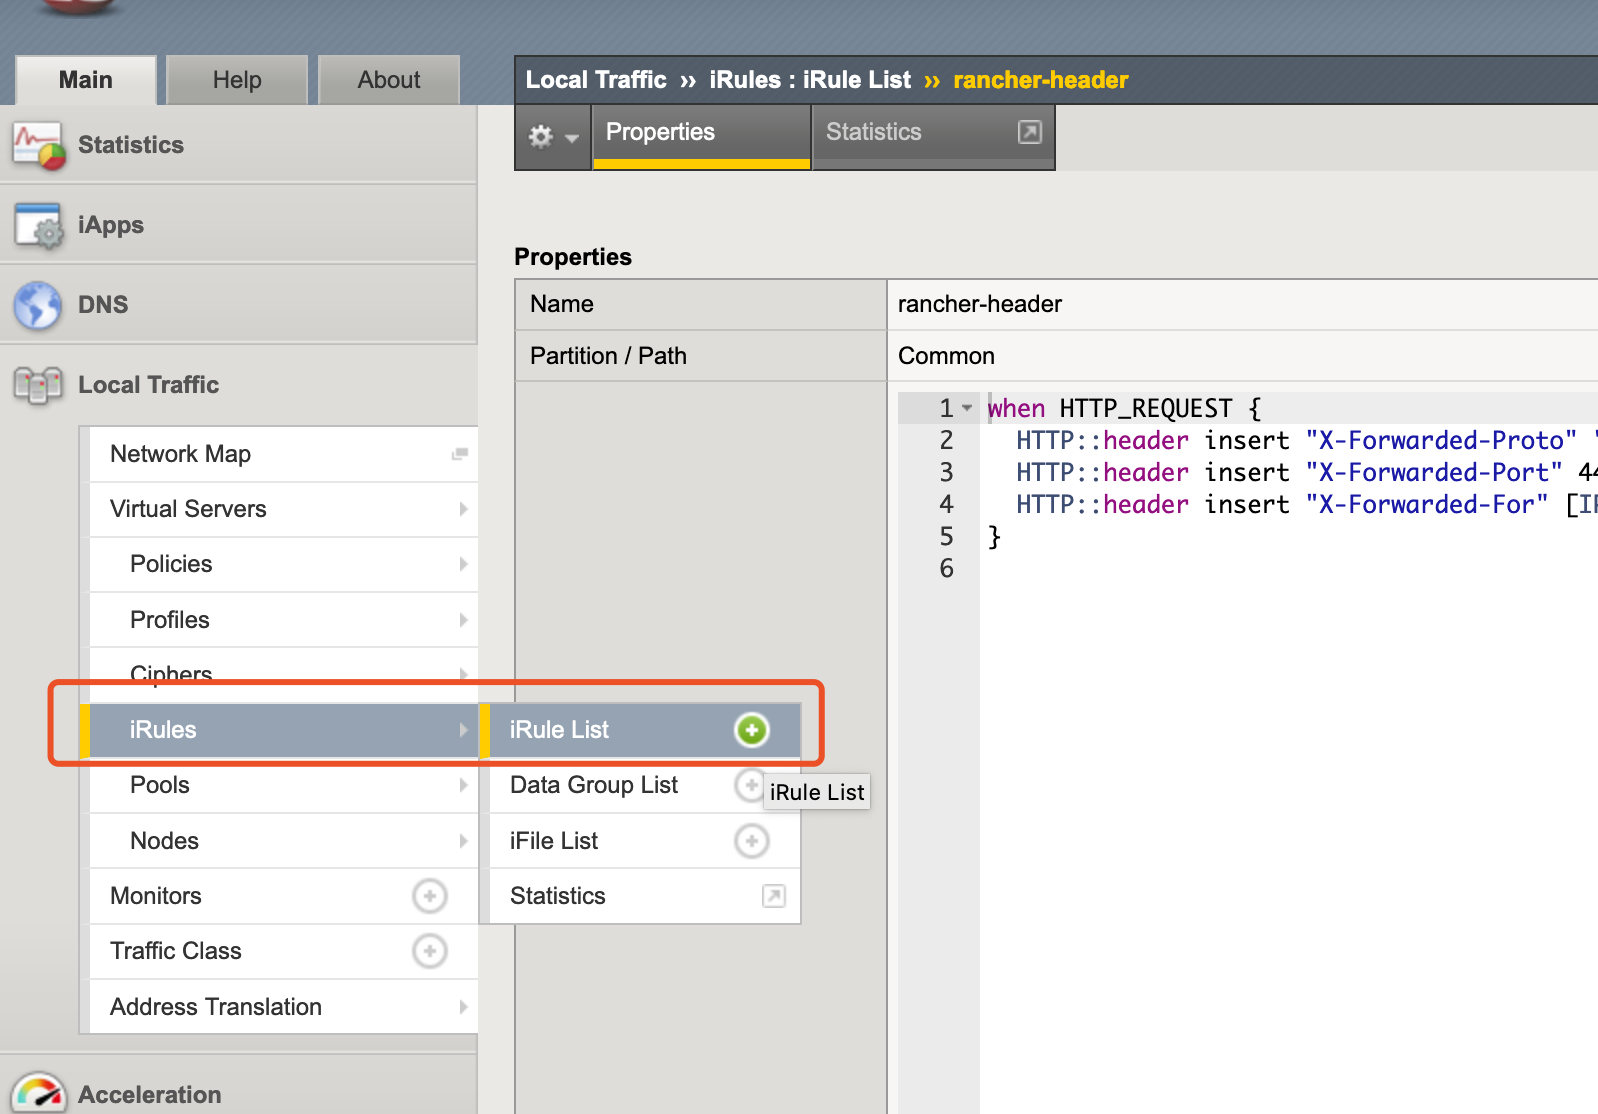 Main
Help
About
Local Traffic ›› iRules : iRule List ›› rancher-header
Properties
Statistics
Statistics
iApps
DNS
Local Traffic
Network Map
Virtual Servers
Policies
Profiles
Ciphers
iRules
Pools
Nodes
Monitors
Traffic Class
Address Translation
Acceleration
iRule List
Data Group List
iFile List
Statistics
iRule List
Properties
Name
rancher-header
Partition / Path
Common
1 when HTTP_REQUEST {
2 HTTP::header insert "X-Forwarded-Proto" "
3 HTTP::header insert "X-Forwarded-Port" 44
4 HTTP::header insert "X-Forwarded-For" [IP
5 }
6